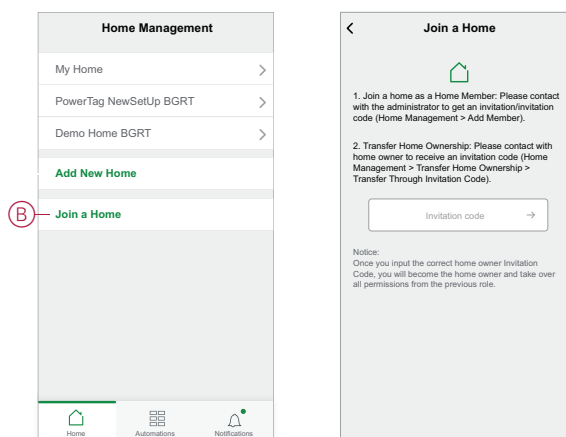 Home Management
My Home
PowerTag NewSetUp BGRT
Demo Home BGRT
Add New Home
B
Join a Home
Home
Automations
Notifications
Join a Home
1. Join a home as a Home Member: Please contact
with the administrator to get an invitation/invitation
code (Home Management > Add Member).
2. Transfer Home Ownership: Please contact with
home owner to receive an invitation code (Home
Management > Transfer Home Ownership >
Transfer Through Invitation Code).
Invitation code
Notice:
Once you input the correct home owner Invitation
Code, you will become the home owner and take over
all permissions from the previous role.